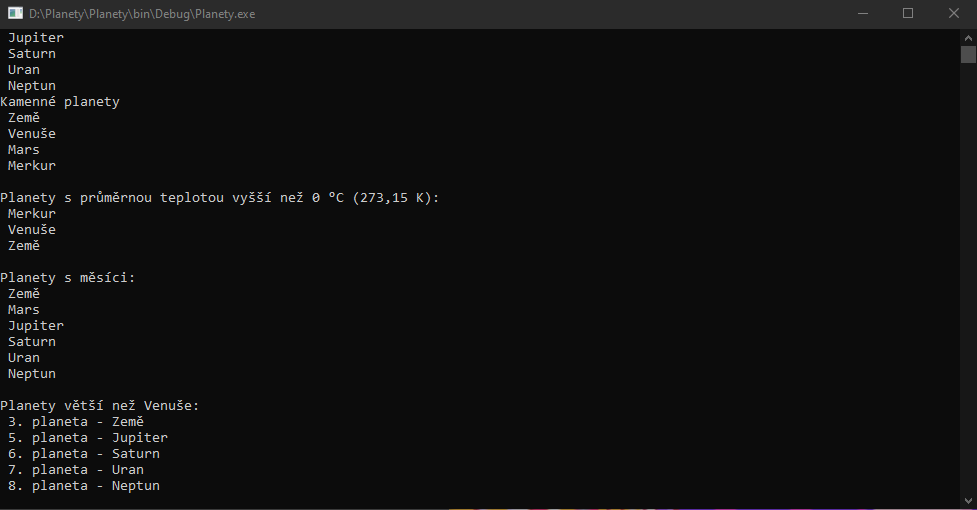 D:\Planety\Planety\bin\Debug\Planety.exe
Jupiter
Saturn
Uran
Neptun
Kamenné planety
Země
Venuše
Mars
Merkur
Planety s průměrnou teplotou vyšší než 0 °C (273,15 K):
Merkur
Venuše
Země
Planety s měsíci:
Země
Mars
Jupiter
Saturn
Uran
Neptun
Planety větší než Venuše:
3. planeta - Země
5. planeta - Jupiter
6. planeta - Saturn
7. planeta - Uran
8. planeta - Neptun